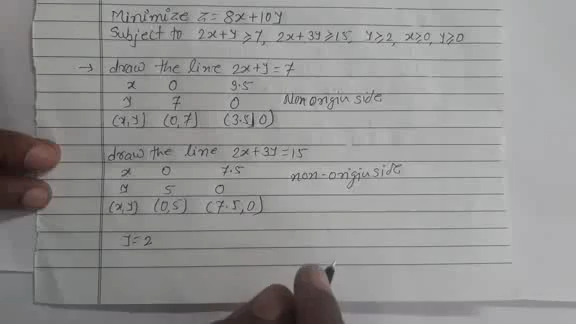 Minimize z = 8x+10y
Subject to 2x+y ≥ 7, 2x+3y ≥ 15, y ≥ 2, x ≥ 0, y ≥ 0
→ draw the line 2x+y = 7
x 0 3.5
y 7 0 Non origin side
(x,y) (0,7) (3.5,0)
draw the line 2x+3y = 15
x 0 7.5 non-origin side
y 5 0
(x,y) (0,5) (7.5,0)
y = 2